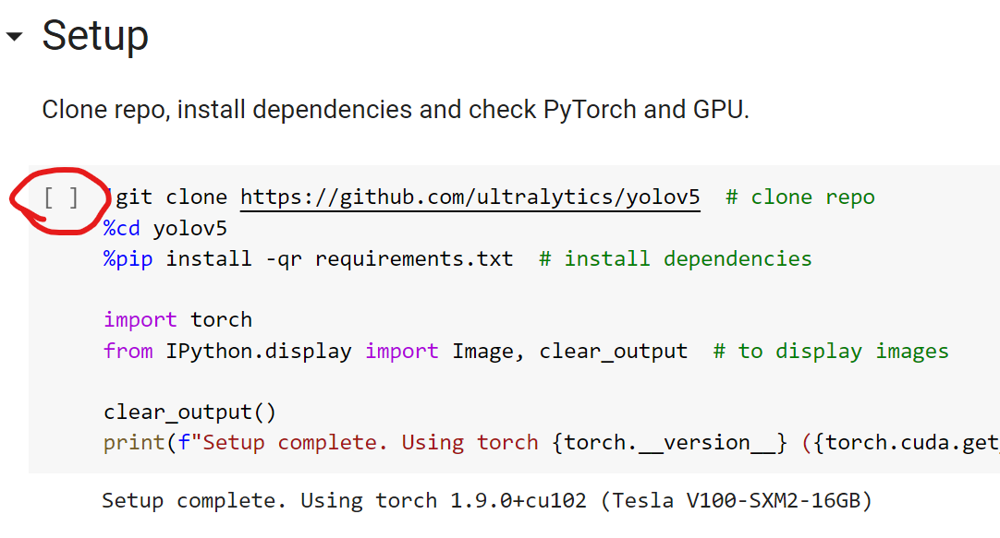 Setup
Clone repo, install dependencies and check PyTorch and GPU.
[ ] !git clone https://github.com/ultralytics/yolov5  # clone repo
%cd yolov5
%pip install -qr requirements.txt  # install dependencies
import torch
from IPython.display import Image, clear_output  # to display images
clear_output()
print(f"Setup complete. Using torch {torch.__version__} ({torch.cuda.get_
Setup complete. Using torch 1.9.0+cu102 (Tesla V100-SXM2-16GB)